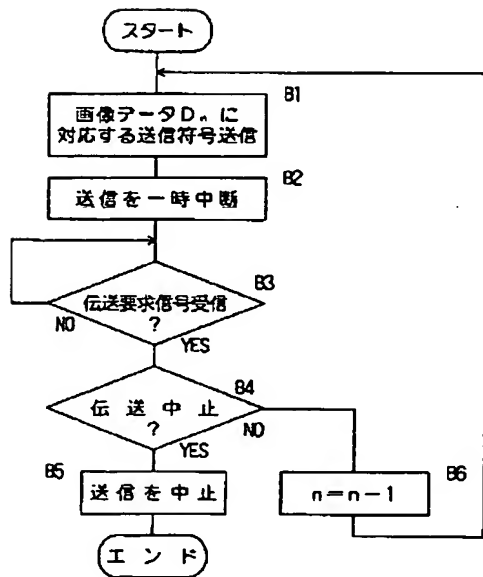 スタート
B1
画像データDnに
対応する送信符号送信
B2
送信を一時中断
B3
伝送要求信号受信
?
NO
YES
B4
伝送中止
?
NO
YES
B5
送信を中止
B6
n=n-1
エンド